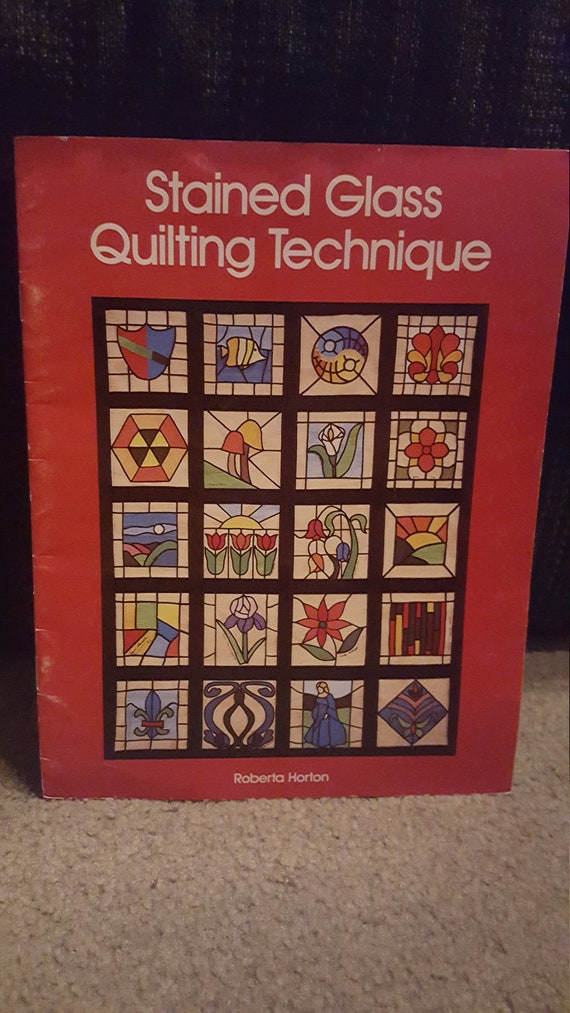 Stained Glass
Quilting Technique
Roberta Horton